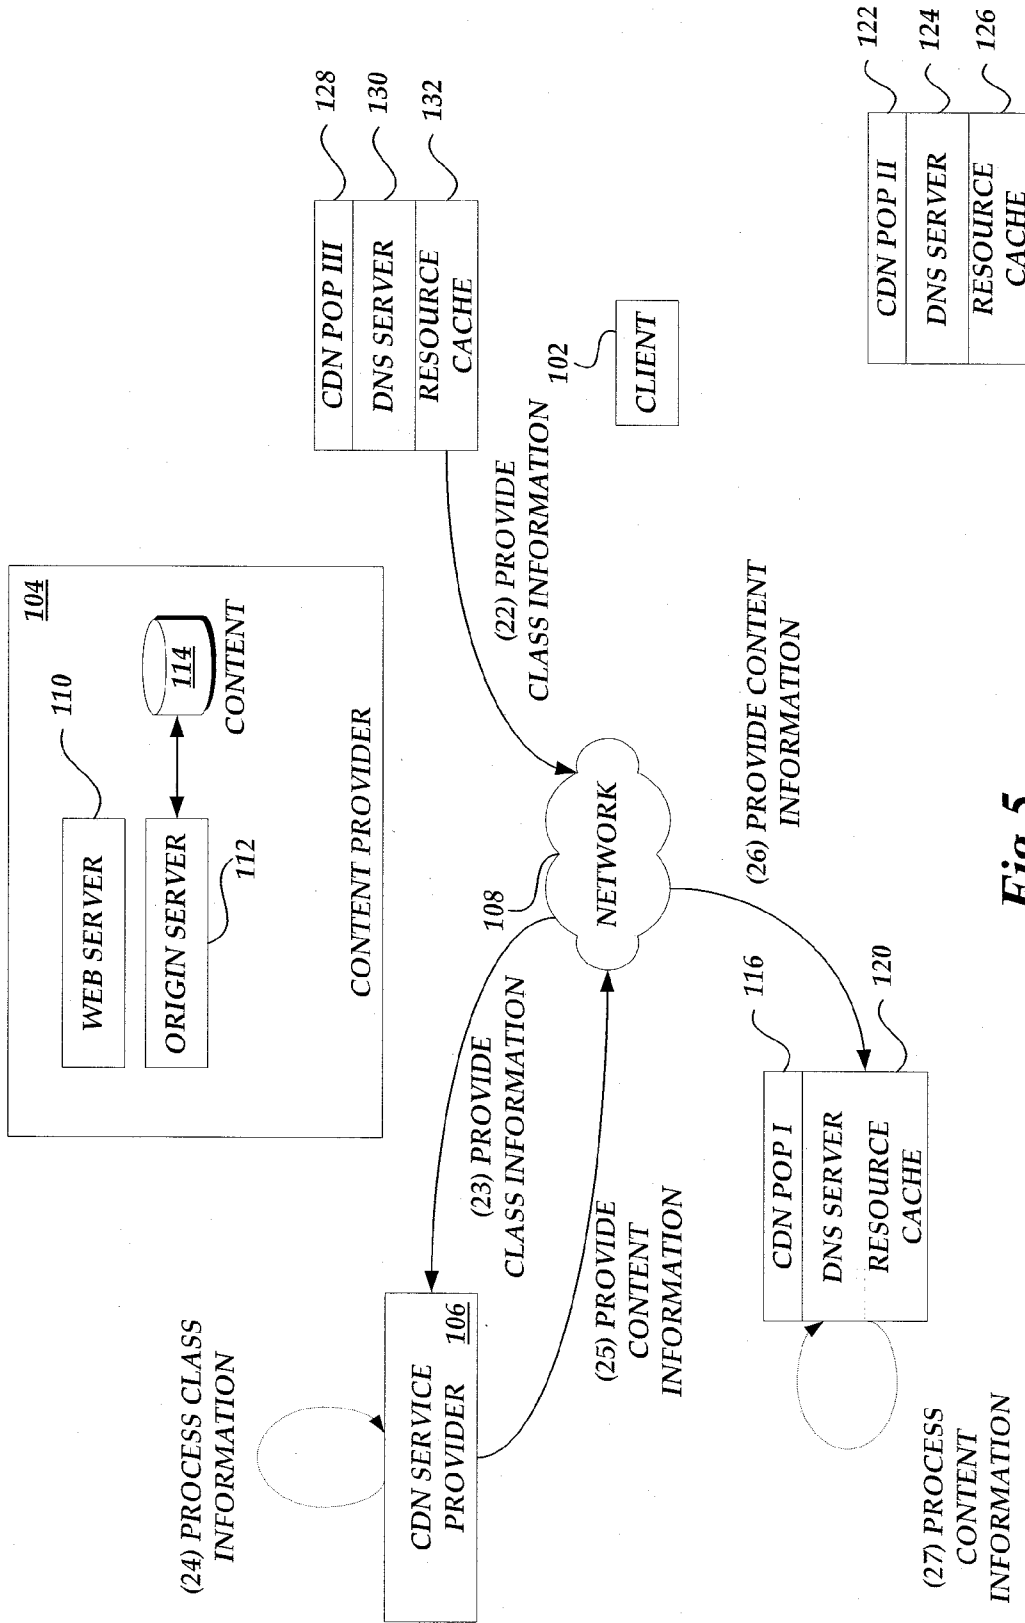 104
WEB SERVER
110
ORIGIN SERVER
112
114
CONTENT
CONTENT PROVIDER
(24) PROCESS CLASS
INFORMATION
CDN SERVICE
PROVIDER
106
(23) PROVIDE
CLASS INFORMATION
(25) PROVIDE
CONTENT
INFORMATION
108
NETWORK
(22) PROVIDE
CLASS INFORMATION
CDN POP III
DNS SERVER
RESOURCE
CACHE
128
130
132
102
CLIENT
(26) PROVIDE CONTENT
INFORMATION
CDN POP I
DNS SERVER
RESOURCE
CACHE
116
120
(27) PROCESS
CONTENT
INFORMATION
CDN POP II
DNS SERVER
RESOURCE
CACHE
122
124
126
Fig.5.